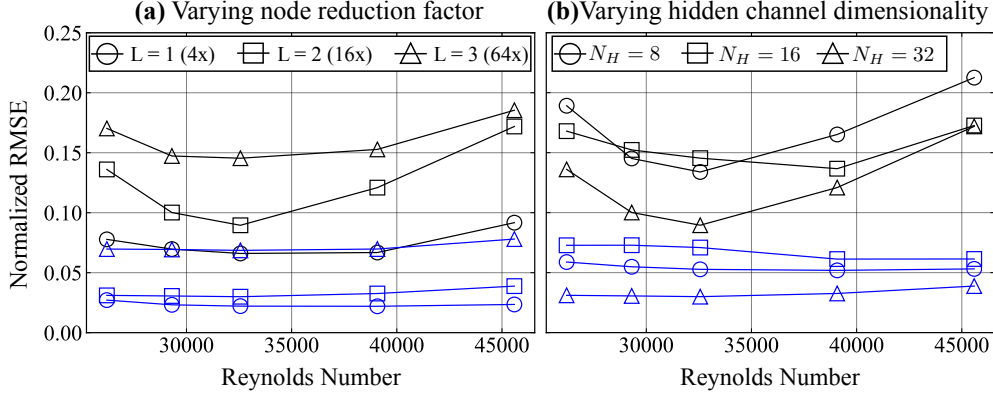 (a) Varying node reduction factor
(b)Varying hidden channel dimensionality
L = 1 (4x) L = 2 (16x) L = 3 (64x)
N_H = 8 N_H = 16 N_H = 32
Normalized RMSE
0.25
0.20
0.15
0.10
0.05
0.00
30000 35000 40000 45000
30000 35000 40000 45000
Reynolds Number
Reynolds Number